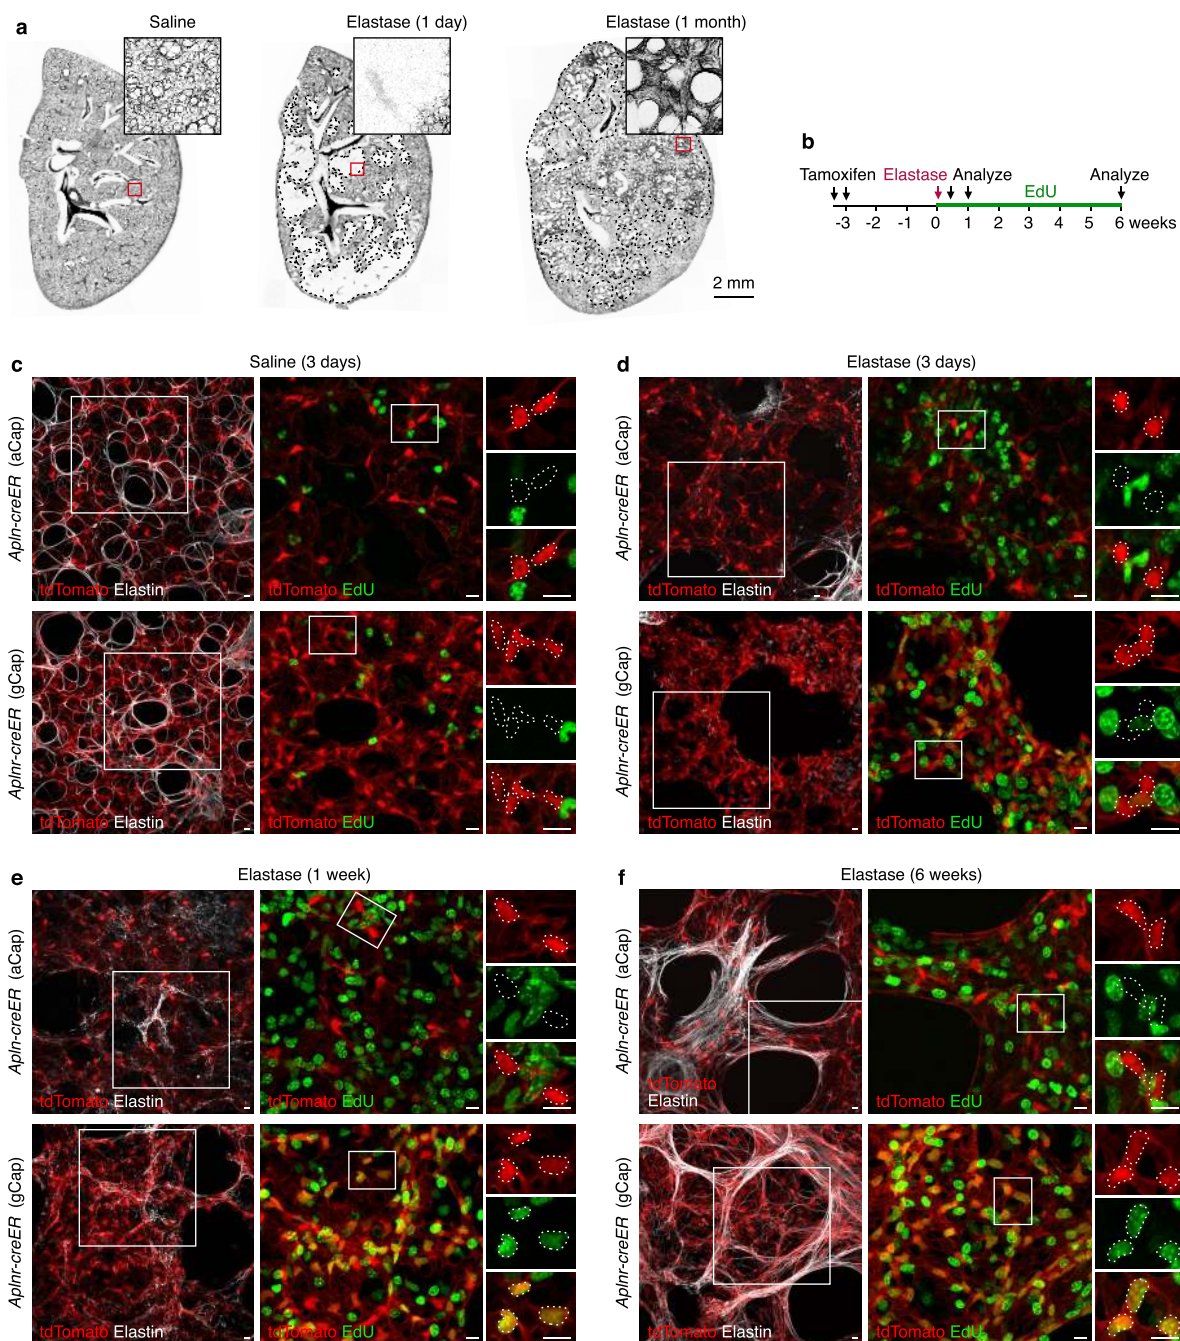 a
Saline
Elastase (1 day)
Elastase (1 month)
2 mm
b
Tamoxifen Elastase Analyze Analyze
EdU
-3 -2 -1 0 1 2 3 4 5 6 weeks
c
Saline (3 days)
Apln-creER (aCap)
tdTomato Elastin
tdTomato EdU
Aplnr-creER (gCap)
tdTomato Elastin
tdTomato EdU
d
Elastase (3 days)
Apln-creER (aCap)
tdTomato Elastin
tdTomato EdU
Aplnr-creER (gCap)
tdTomato Elastin
tdTomato EdU
e
Elastase (1 week)
Apln-creER (aCap)
tdTomato Elastin
tdTomato EdU
Aplnr-creER (gCap)
tdTomato Elastin
tdTomato EdU
f
Elastase (6 weeks)
Apln-creER (aCap)
tdTomato
Elastin
tdTomato EdU
Aplnr-creER (gCap)
tdTomato Elastin
tdTomato EdU